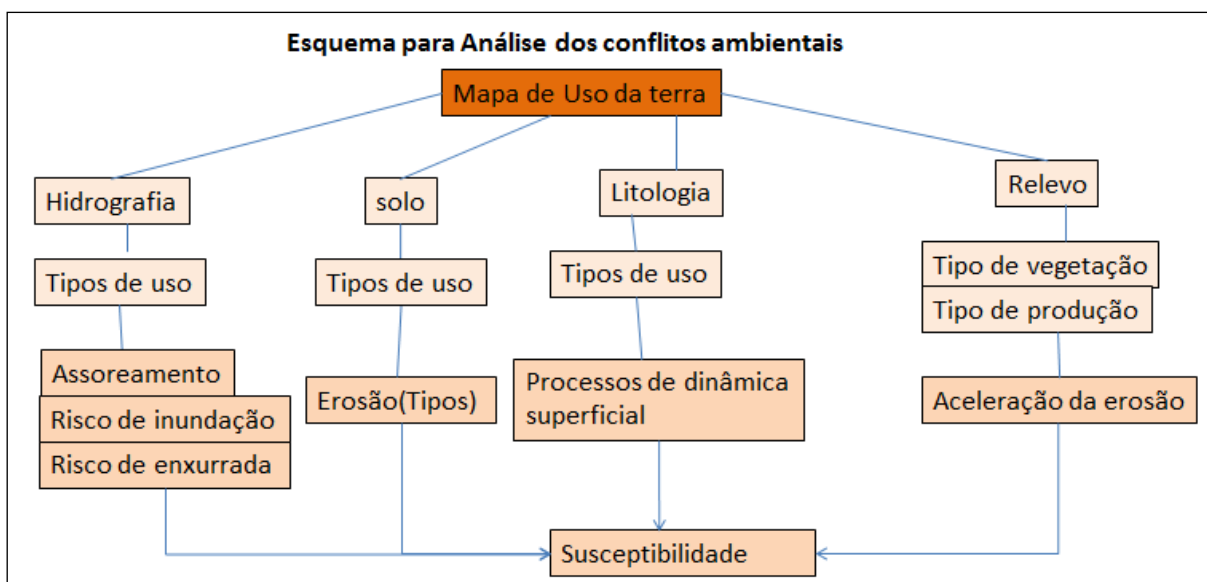 Esquema para Análise dos conflitos ambientais
Mapa de Uso da terra
Hidrografia
solo
Litologia
Relevo
Tipos de uso
Tipos de uso
Tipos de uso
Tipo de vegetação
Tipo de produção
Assoreamento
Risco de inundação
Risco de enxurrada
Erosão(Tipos)
Processos de dinâmica
superficial
Aceleração da erosão
Susceptibilidade